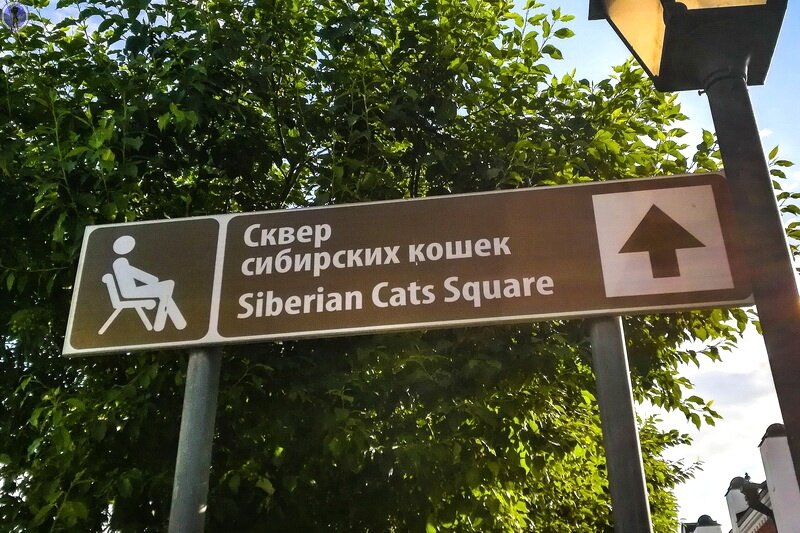 Сквер
сибирских кошек
Siberian Cats Square